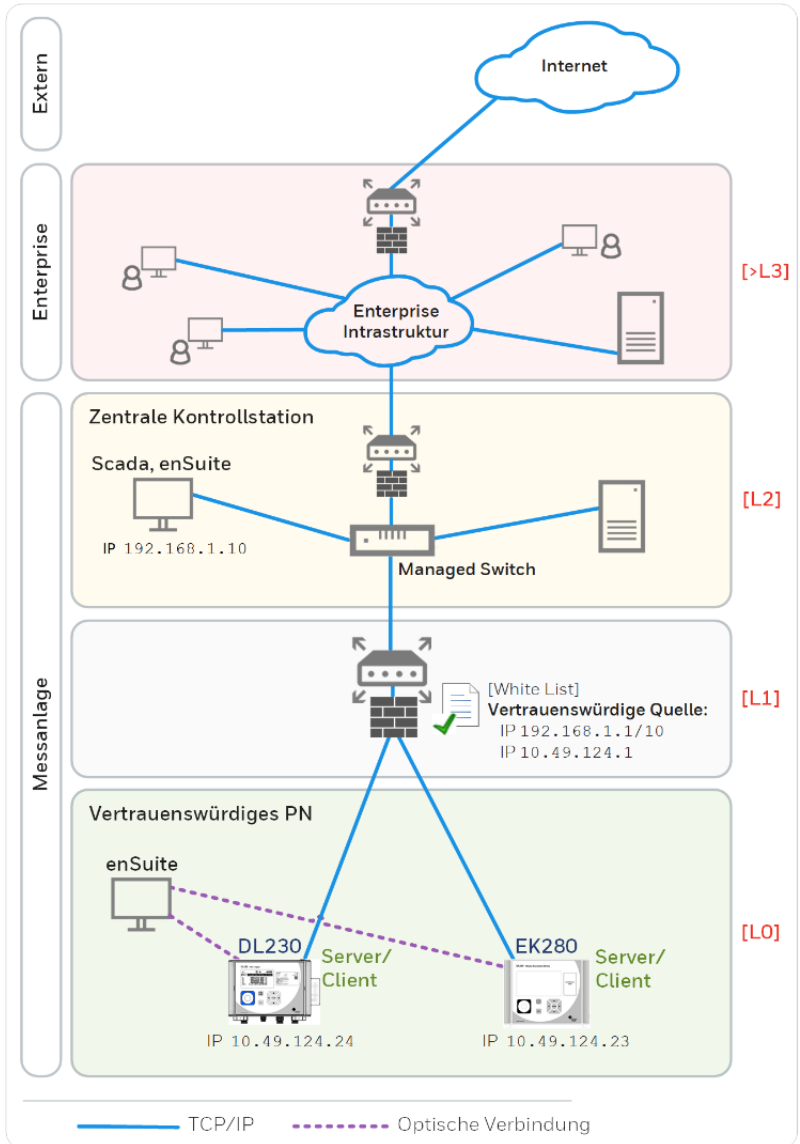 Extern
Internet
Enterprise
Enterprise
Intrastruktur
[>L3]
Messanlage
Zentrale Kontrollstation
Scada, enSuite
IP 192.168.1.10
Managed Switch
[L2]
[White List]
Vertrauenswürdige Quelle:
IP 192.168.1.1/10
IP 10.49.124.1
[L1]
Vertrauenswürdiges PN
enSuite
DL230
Server/
Client
IP 10.49.124.24
EK280
Server/
Client
IP 10.49.124.23
[L0]
TCP/IP
Optische Verbindung